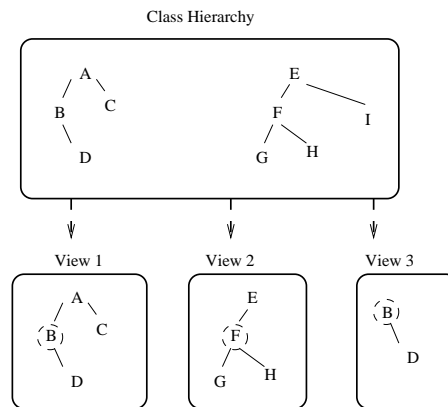 Class Hierarchy
A E
B C F I
D G H
View 1 View 2 View 3
A E B
B C F
D G H D